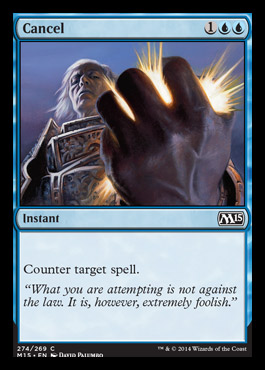 Cancel 1
Instant M15
Counter target spell.
“What you are attempting is not against
the law. It is, however, extremely foolish.”
274/269 C
M15 • EN DAVID PALUMBO
™ & © 2014 Wizards of the Coast